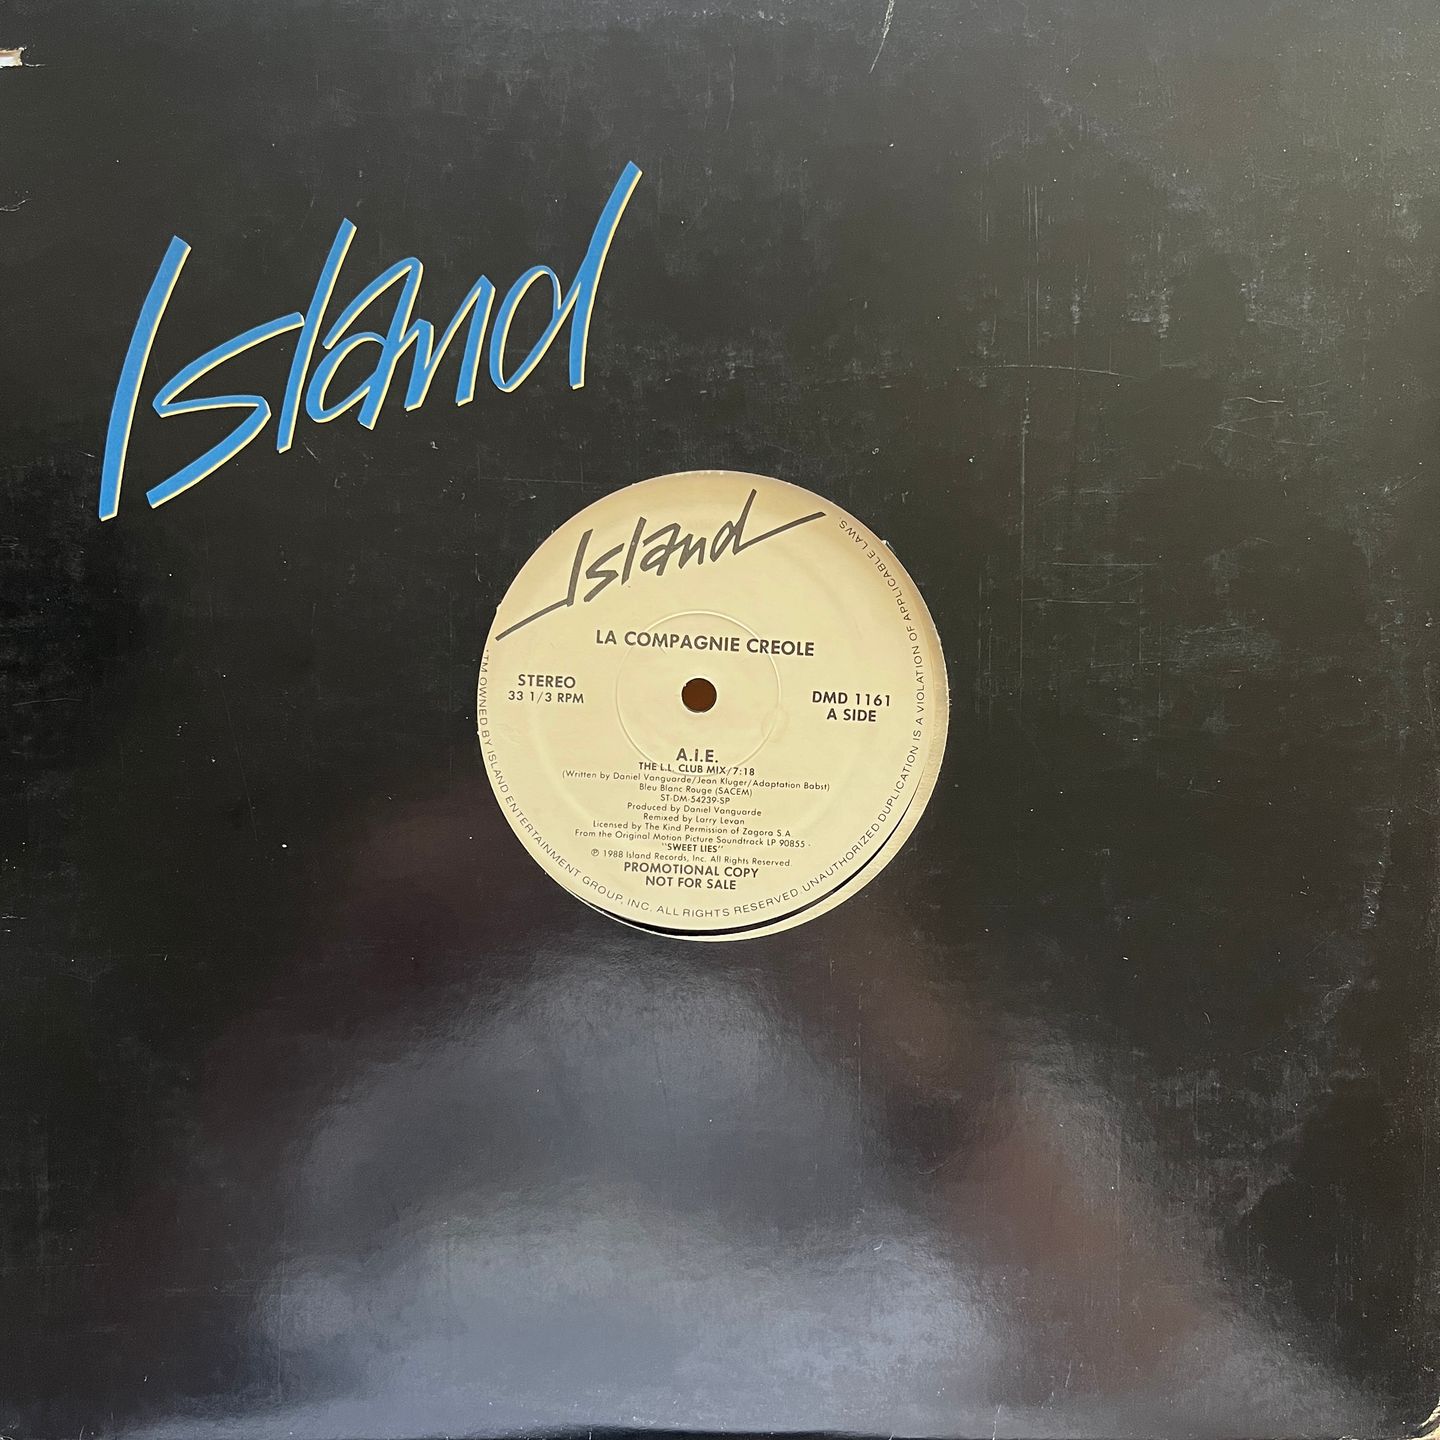 Island
Island
LA COMPAGNIE CREOLE
STEREO
33 1/3 RPM
DMD 1161
A SIDE
A.I.E.
THE L.L. CLUB MIX/7:18
(Written by Daniel Vanguarde/Jean Kluger/Adaptation Babst)
Bleu Blanc Rouge (SACEM)
ST-DM-54239-SP
Produced by Daniel Vanguarde
Remixed by Larry Levan
Licensed by The Kind Permission of Zagora S.A.
From the Original Motion Picture Soundtrack LP 90855 -
"SWEET LIES"
℗ 1988 Island Records, Inc. All Rights Reserved.
PROMOTIONAL COPY
NOT FOR SALE
*TM OWNED BY ISLAND ENTERTAINMENT GROUP, INC. ALL RIGHTS RESERVED. UNAUTHORIZED DUPLICATION IS A VIOLATION OF APPLICABLE LAWS.